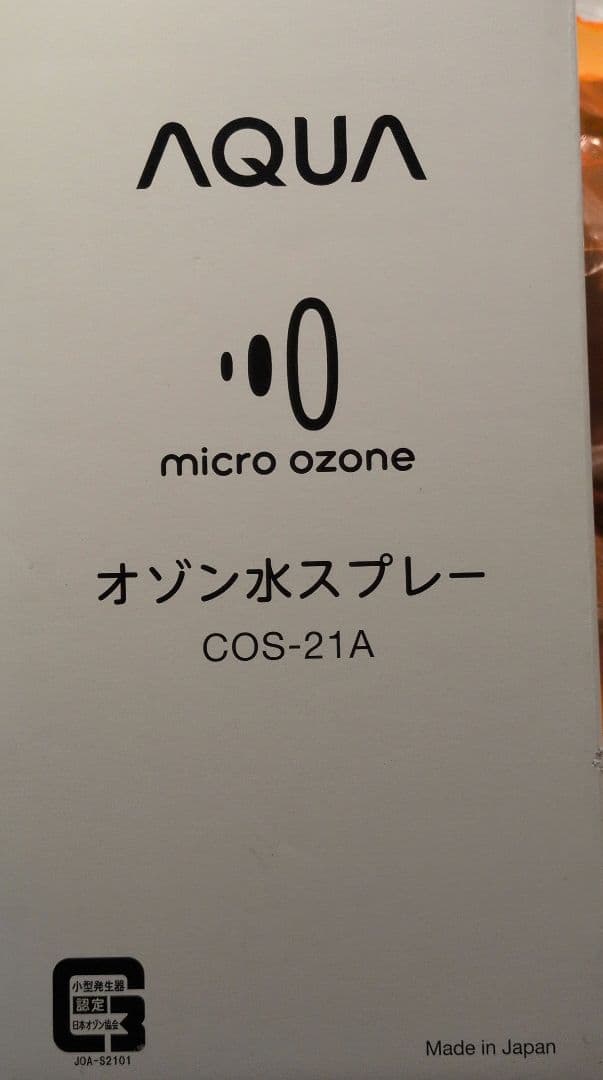 AQUA
micro ozone
オゾン水スプレー
COS-21A
小型発生器
認定
日本オゾン協会
JOA-S2101
Made in Japan